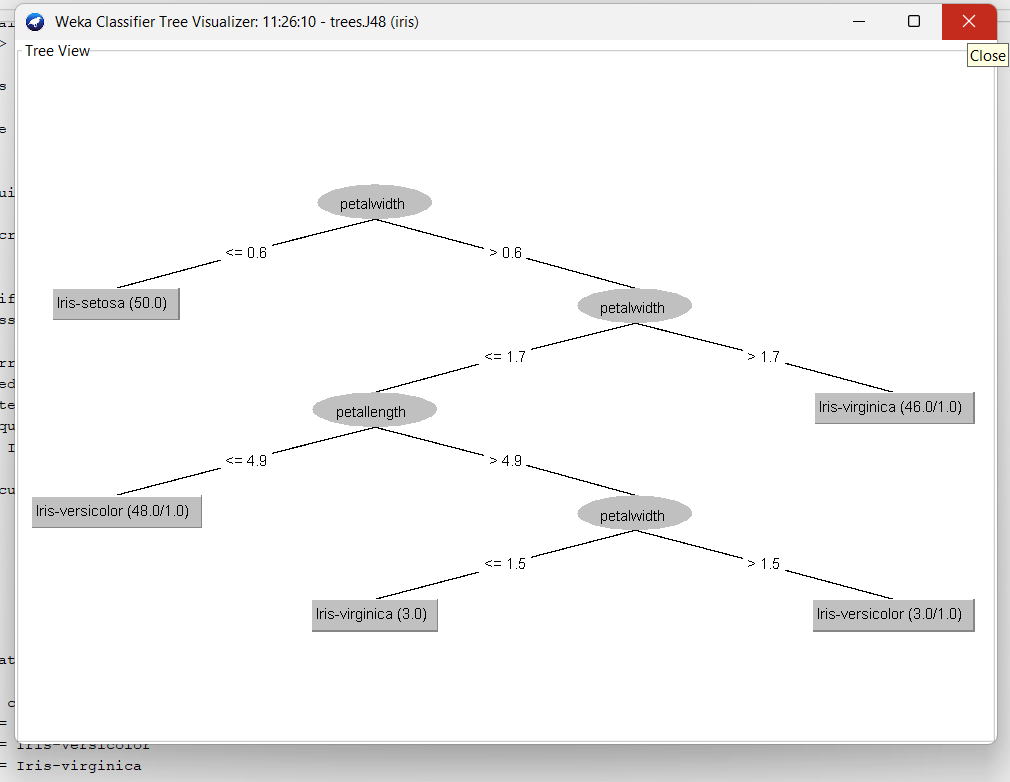 Weka Classifier Tree Visualizer: 11:26:10 - trees.J48 (iris)
Close
Tree View
petalwidth
<= 0.6
> 0.6
Iris-setosa (50.0)
petalwidth
<= 1.7
> 1.7
petallength
Iris-virginica (46.0/1.0)
<= 4.9
> 4.9
Iris-versicolor (48.0/1.0)
petalwidth
<= 1.5
> 1.5
Iris-virginica (3.0)
Iris-versicolor (3.0/1.0)
= Iris-versicolor
= Iris-virginica